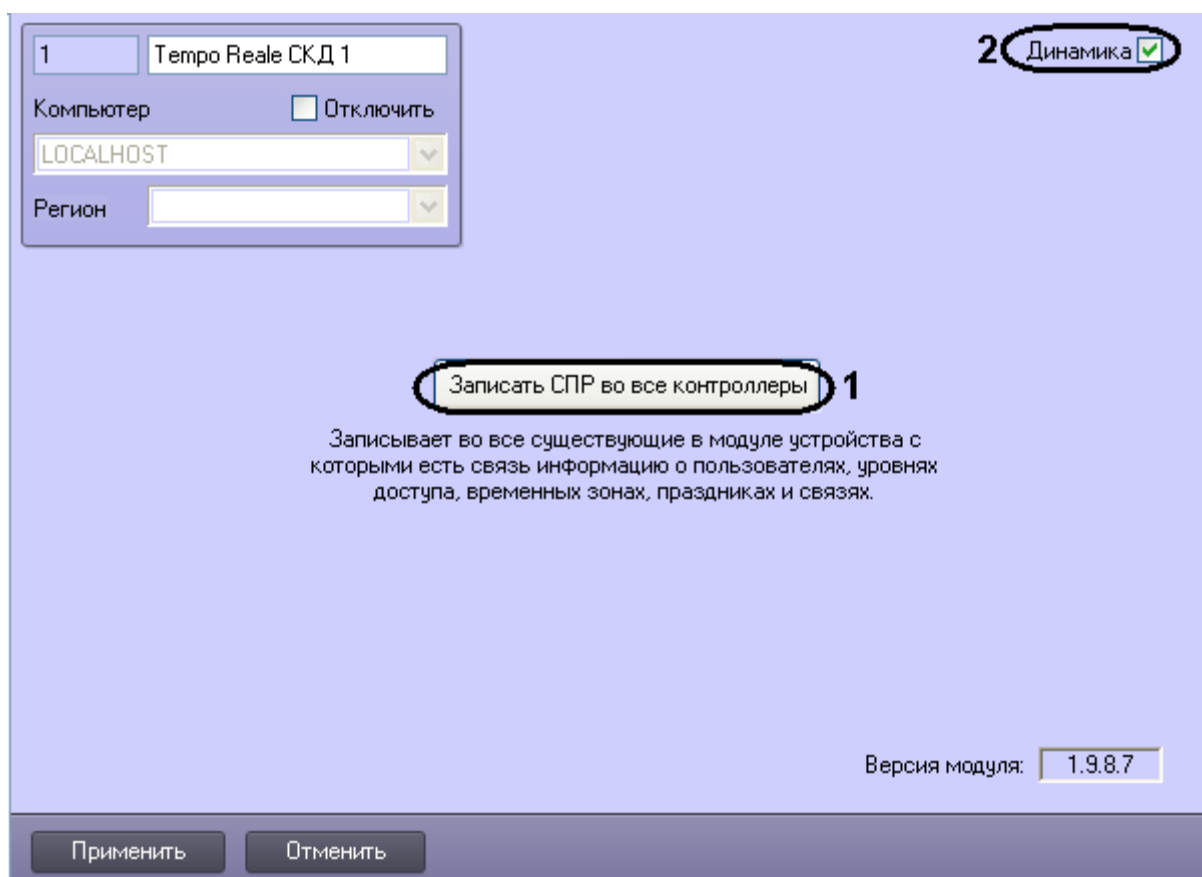 1 Tempo Reale СКД 1
2 Динамика
Компьютер Отключить
LOCALHOST
Регион
Записать СПР во все контроллеры 1
Записывает во все существующие в модуле устройства с
которыми есть связь информацию о пользователях, уровнях
доступа, временных зонах, праздниках и связях.
Версия модуля: 1.9.8.7
Применить Отменить